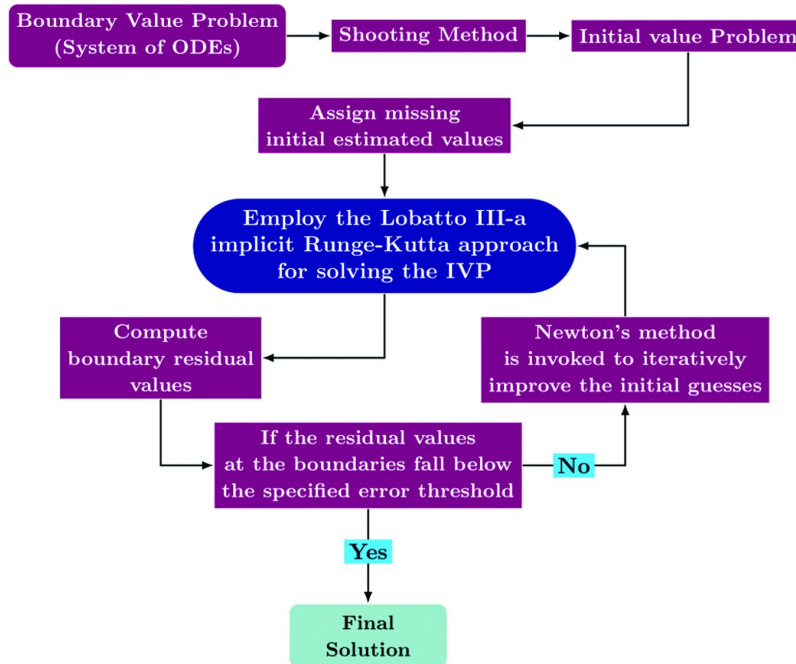 Boundary Value Problem
(System of ODEs)
Shooting Method
Initial value Problem
Assign missing
initial estimated values
Employ the Lobatto III-a
implicit Runge-Kutta approach
for solving the IVP
Compute
boundary residual
values
Newton's method
is invoked to iteratively
improve the initial guesses
If the residual values
at the boundaries fall below
the specified error threshold
No
Yes
Final
Solution